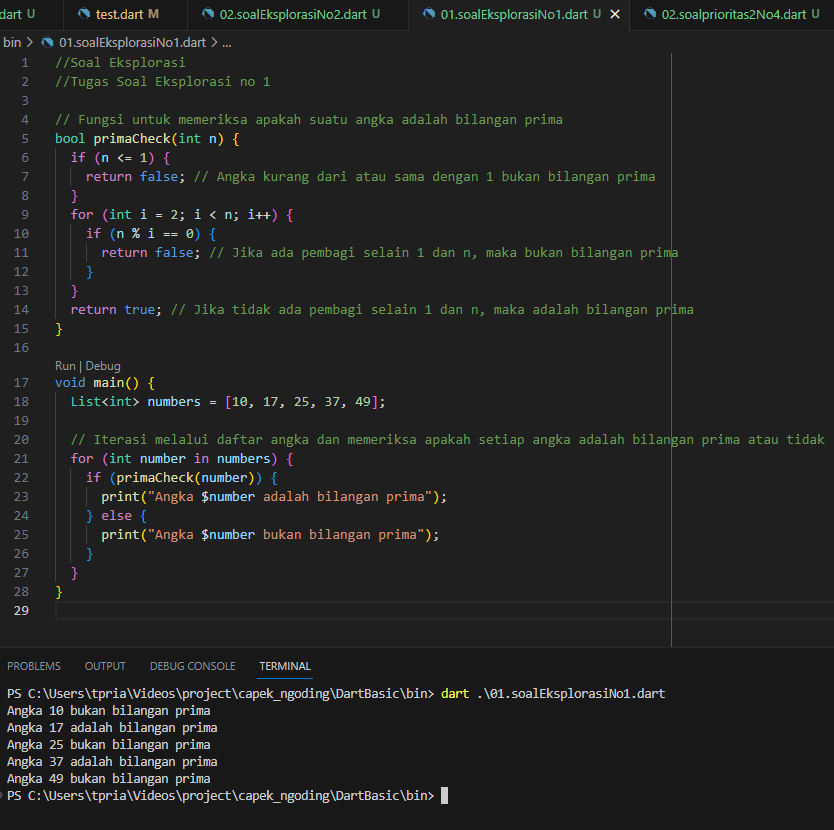 dart U test.dart M 02.soalEksplorasiNo2.dart U 01.soalEksplorasiNo1.dart U 02.soalprioritas2No4.dart U
bin > 01.soalEksplorasiNo1.dart > ...
1 //Soal Eksplorasi
2 //Tugas Soal Eksplorasi no 1
3
4 // Fungsi untuk memeriksa apakah suatu angka adalah bilangan prima
5 bool primaCheck(int n) {
6   if (n <= 1) {
7     return false; // Angka kurang dari atau sama dengan 1 bukan bilangan prima
8   }
9   for (int i = 2; i < n; i++) {
10     if (n % i == 0) {
11       return false; // Jika ada pembagi selain 1 dan n, maka bukan bilangan prima
12     }
13   }
14   return true; // Jika tidak ada pembagi selain 1 dan n, maka adalah bilangan prima
15 }
16
Run | Debug
17 void main() {
18   List<int> numbers = [10, 17, 25, 37, 49];
19
20   // Iterasi melalui daftar angka dan memeriksa apakah setiap angka adalah bilangan prima atau tidak
21   for (int number in numbers) {
22     if (primaCheck(number)) {
23       print("Angka $number adalah bilangan prima");
24     } else {
25       print("Angka $number bukan bilangan prima");
26     }
27   }
28 }
29
PROBLEMS OUTPUT DEBUG CONSOLE TERMINAL
PS C:\Users\tpria\Videos\project\capek_ngoding\DartBasic\bin> dart .\01.soalEksplorasiNo1.dart
Angka 10 bukan bilangan prima
Angka 17 adalah bilangan prima
Angka 25 bukan bilangan prima
Angka 37 adalah bilangan prima
Angka 49 bukan bilangan prima
PS C:\Users\tpria\Videos\project\capek_ngoding\DartBasic\bin>